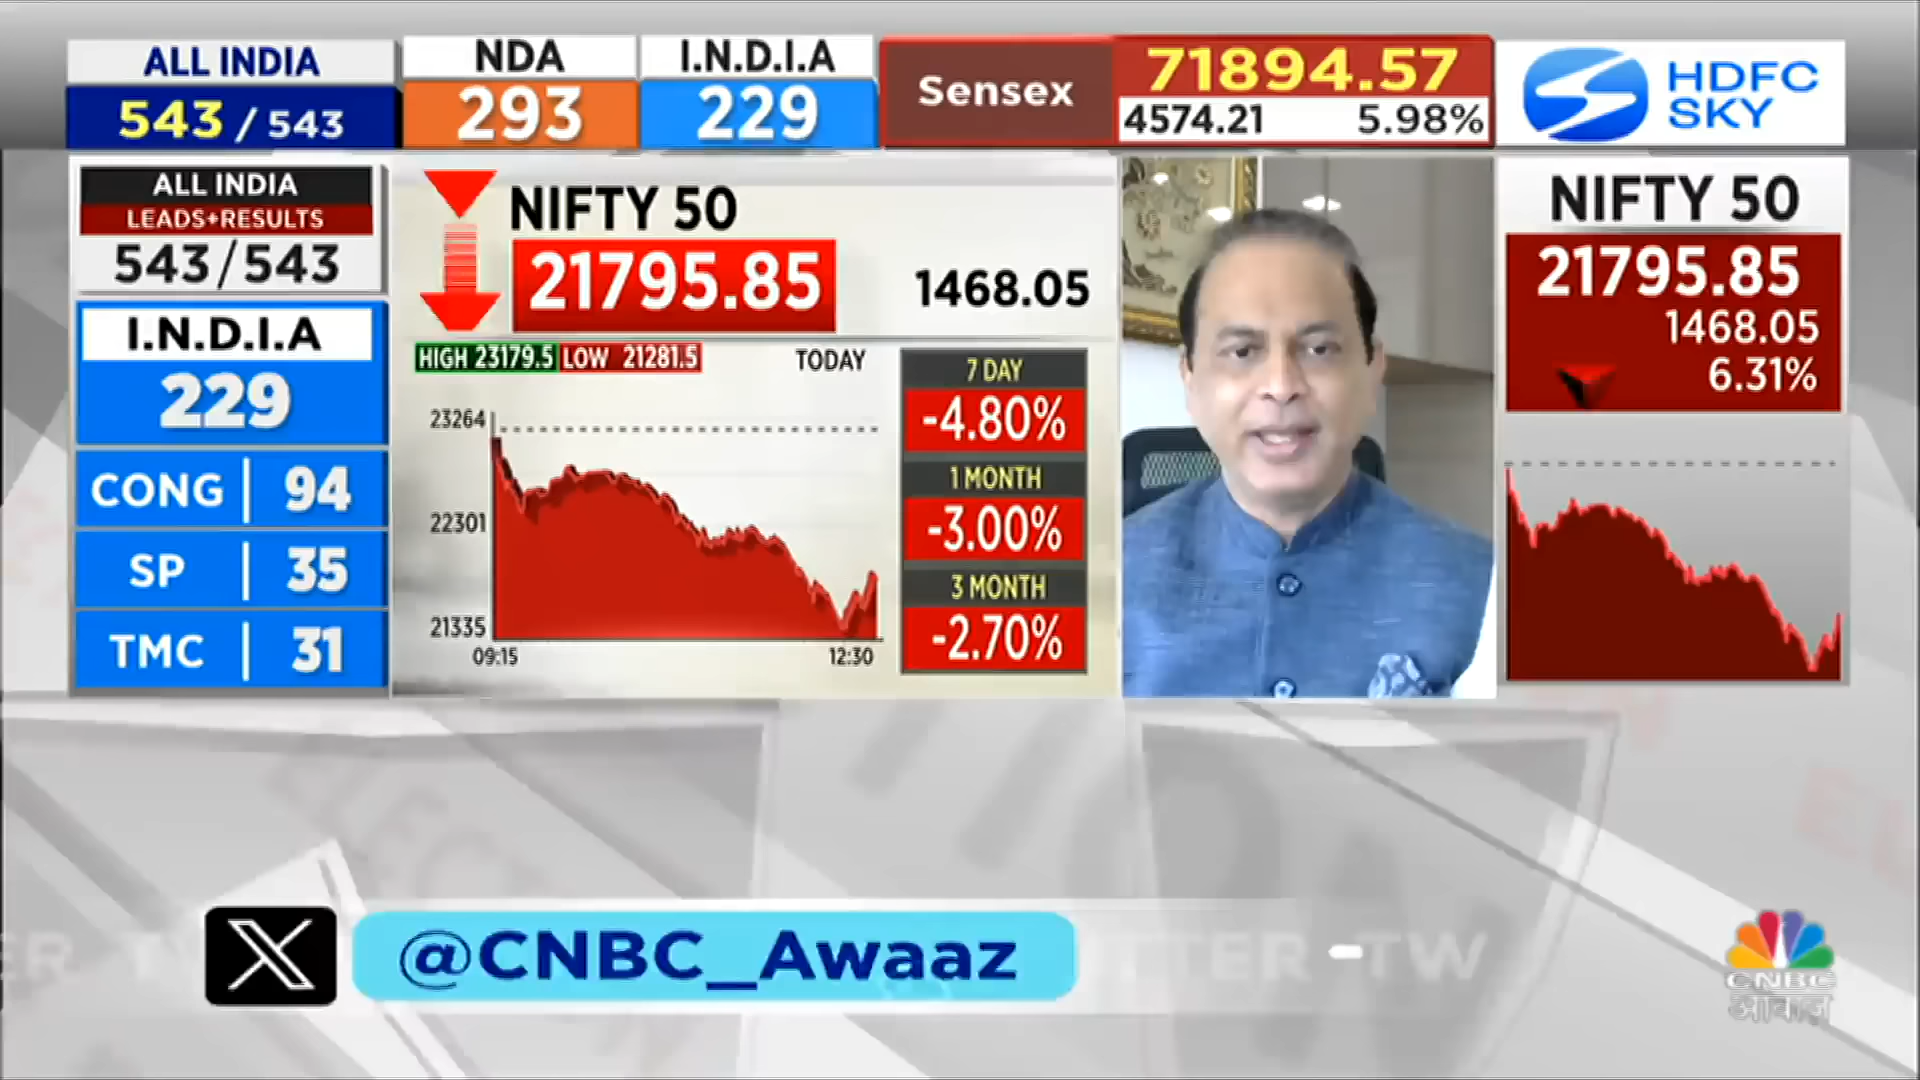 ALL INDIA
543 / 543
NDA
293
I.N.D.I.A
229
Sensex
71894.57
4574.21 5.98%
HDFC
SKY
ALL INDIA
LEADS+RESULTS
543/543
I.N.D.I.A
229
CONG 94
SP 35
TMC 31
NIFTY 50
21795.85 1468.05
HIGH 23179.5 LOW 21281.5 TODAY
23264
22301
21335
09:15 12:30
7 DAY
-4.80%
1 MONTH
-3.00%
3 MONTH
-2.70%
NIFTY 50
21795.85
1468.05
6.31%
X @CNBC_Awaaz
CNBC
आवाज़